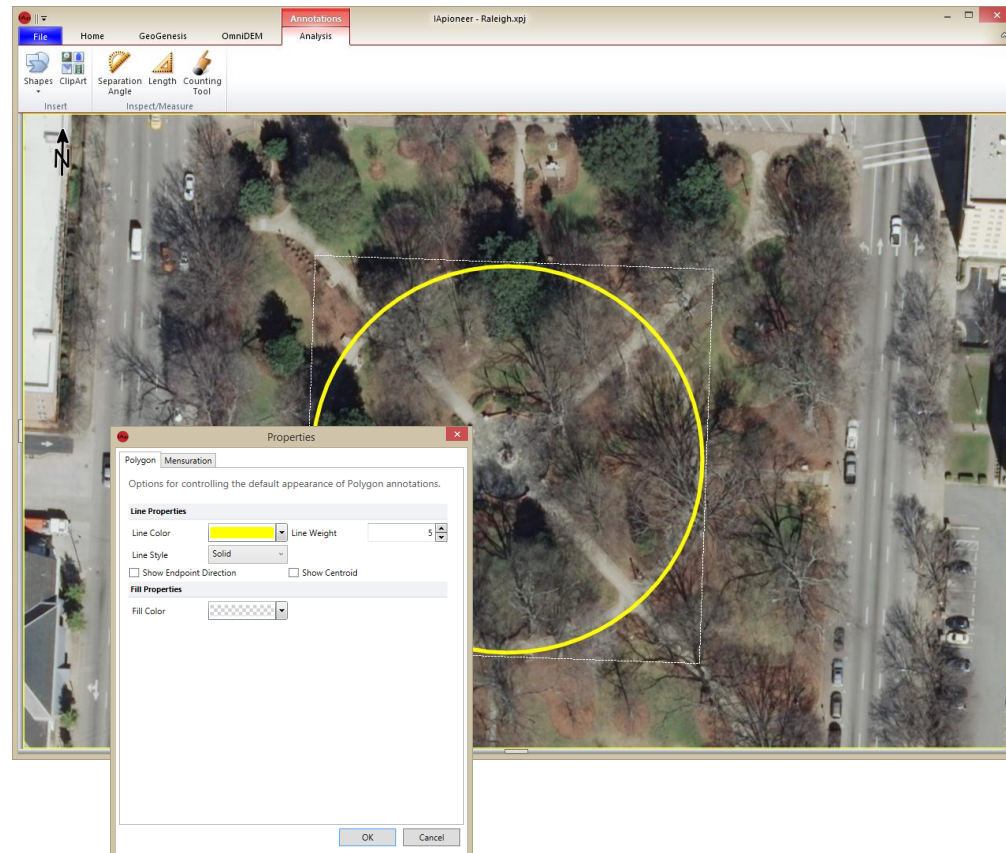 IAp
Annotations
IApioneer - Raleigh.xpj
File Home GeoGenesis OmniDEM Analysis
Shapes ClipArt Separation Angle Length Counting Tool
Insert Inspect/Measure
N
IAp Properties
Polygon Mensuration
Options for controlling the default appearance of Polygon annotations.
Line Properties
Line Color Line Weight 5
Line Style Solid
Show Endpoint Direction Show Centroid
Fill Properties
Fill Color
OK Cancel